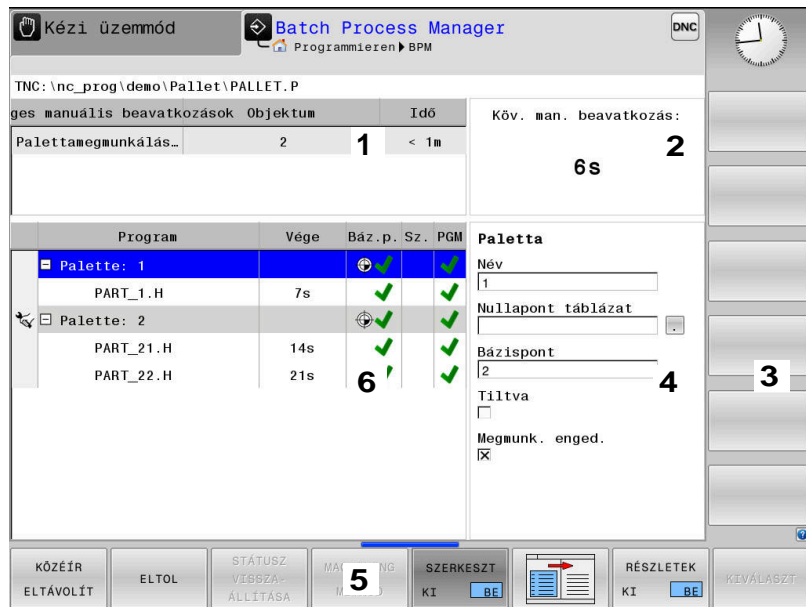 Kézi üzemmód
Batch Process Manager
Programmieren BPM
DNC
TNC:\nc_prog\demo\Pallet\PALLET.P
ges manuális beavatkozások Objektum Idő
Palettamegmunkálás… 2 1 < 1m
Köv. man. beavatkozás:
2
6s
Program Vége Báz.p. Sz. PGM
Palette: 1
PART_1.H 7s
Palette: 2
PART_21.H 14s
PART_22.H 21s
6
Paletta
Név
1
Nullapont táblázat
.
Bázispont
2
4
Tiltva
Megmunk. enged.
3
KÖZÉÍR
ELTÁVOLÍT
ELTOL
STÁTUSZ
VISSZA-
ÁLLÍTÁSA
5
SZERKESZT
KI BE
RÉSZLETEK
KI BE
KIVÁLASZT